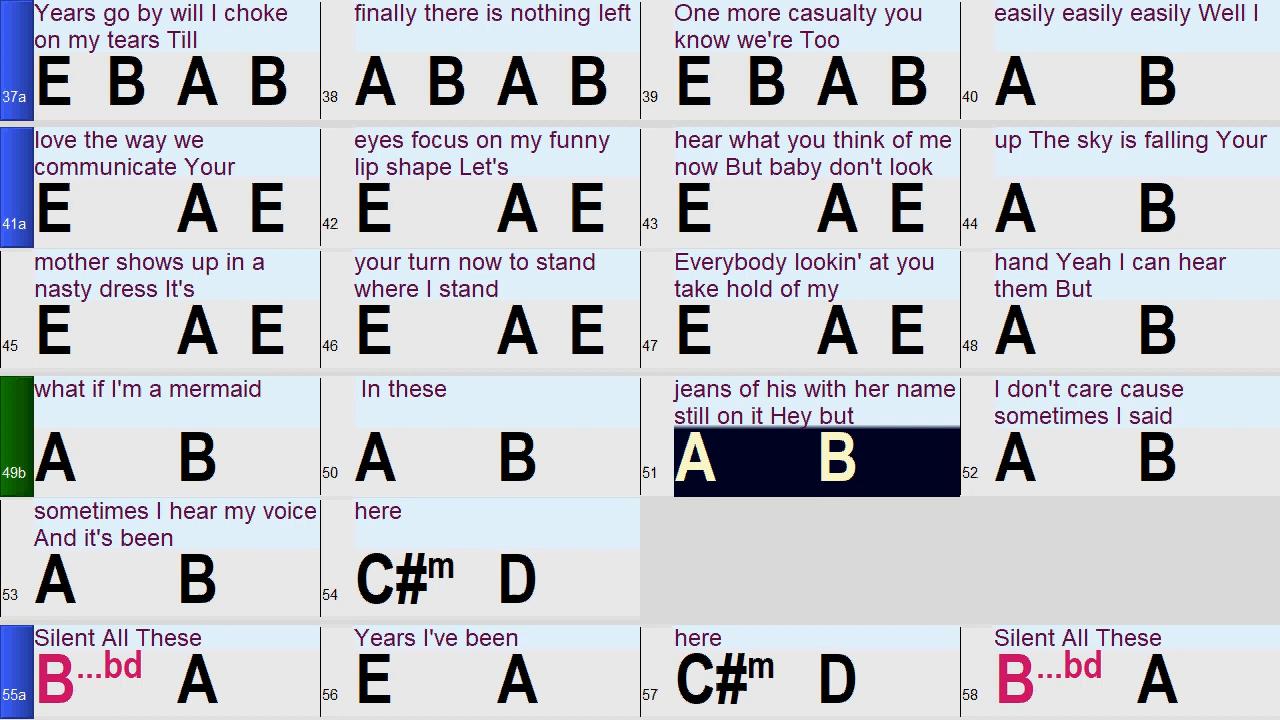 Years go by will I choke
on my tears Till
37a E B A B
finally there is nothing left
38 A B A B
One more casualty you
know we're Too
39 E B A B
easily easily easily Well I
40 A B
love the way we
communicate Your
41a E A E
eyes focus on my funny
lip shape Let's
42 E A E
hear what you think of me
now But baby don't look
43 E A E
up The sky is falling Your
44 A B
mother shows up in a
nasty dress It's
45 E A E
your turn now to stand
where I stand
46 E A E
Everybody lookin' at you
take hold of my
47 E A E
hand Yeah I can hear
them But
48 A B
what if I'm a mermaid
49b A B
In these
50 A B
jeans of his with her name
still on it Hey but
51 A B
I don't care cause
sometimes I said
52 A B
sometimes I hear my voice
And it's been
53 A B
here
54 C#m D
Silent All These
55a B...bd A
Years I've been
56 E A
here
57 C#m D
Silent All These
58 B...bd A